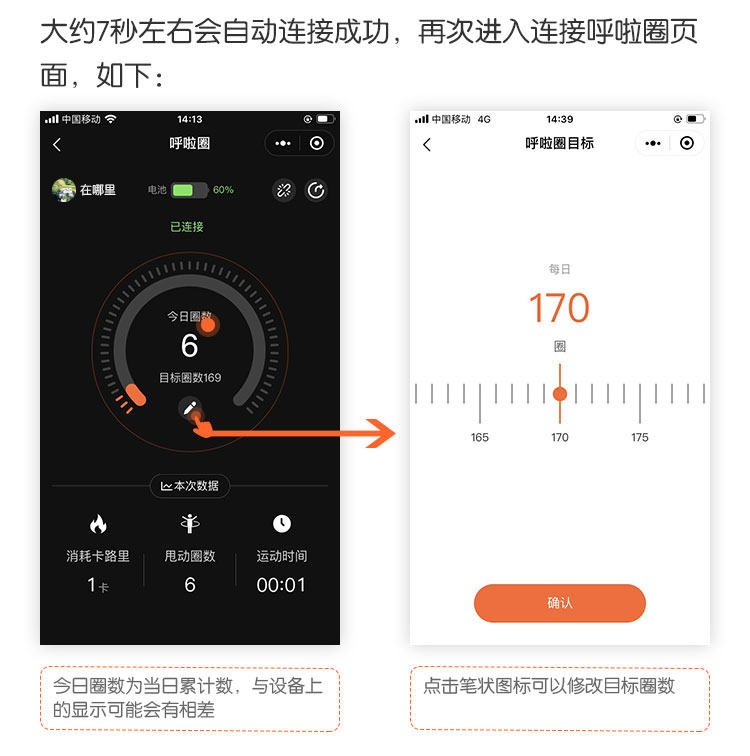 大约7秒左右会自动连接成功，再次进入连接呼啦圈页
面，如下：
中国移动 14:13
呼啦圈
在哪里 电池 60%
已连接
今日圈数
6
目标圈数169
本次数据
消耗卡路里 甩动圈数 运动时间
1卡 6 00:01
今日圈数为当日累计数，与设备上
的显示可能会有相差
中国移动 4G 14:39
呼啦圈目标
每日
170
圈
165 170 175
确认
点击笔状图标可以修改目标圈数